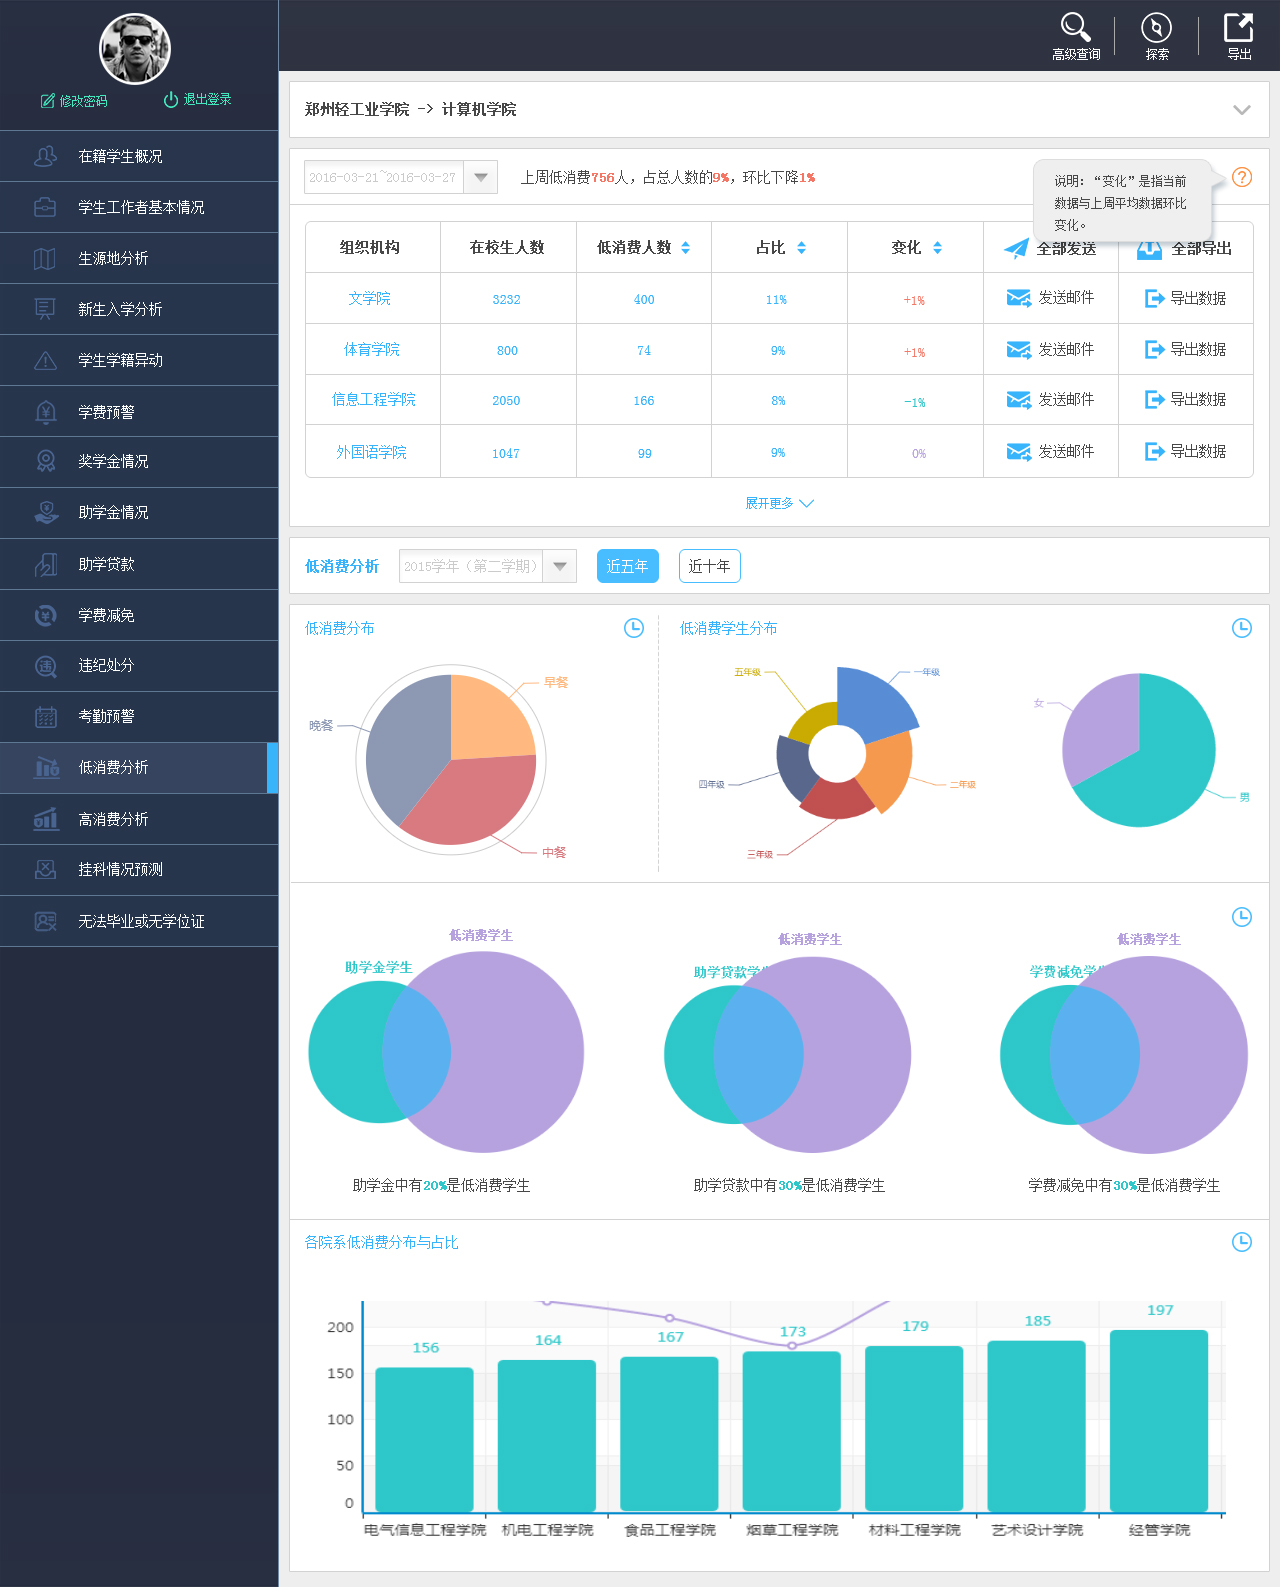 高级查询 探索 导出
修改密码 退出登录
郑州轻工业学院 -> 计算机学院
在籍学生概况
学生工作者基本情况
生源地分析
新生入学分析
学生学籍异动
学费预警
奖学金情况
助学金情况
助学贷款
学费减免
违纪处分
考勤预警
低消费分析
高消费分析
挂科情况预测
无法毕业或无学位证
2016-03-21~2016-03-27 上周低消费756人，占总人数的9%，环比下降1%
说明：“变化”是指当前
数据与上周平均数据环比
变化。
组织机构 在校生人数 低消费人数 占比 变化 全部发送 全部导出
文学院 3232 400 11% +1% 发送邮件 导出数据
体育学院 800 74 9% +1% 发送邮件 导出数据
信息工程学院 2050 166 8% -1% 发送邮件 导出数据
外国语学院 1047 99 9% 0% 发送邮件 导出数据
展开更多
低消费分析 2015学年（第二学期） 近五年 近十年
低消费分布
早餐
晚餐
中餐
低消费学生分布
五年级 一年级
四年级 二年级
三年级
女
男
低消费学生
助学金学生
助学金中有20%是低消费学生
低消费学生
助学贷款学生
助学贷款中有30%是低消费学生
低消费学生
学费减免学生
学费减免中有30%是低消费学生
各院系低消费分布与占比
200
150
100
50
0
156 164 167 173 179 185 197
电气信息工程学院 机电工程学院 食品工程学院 烟草工程学院 材料工程学院 艺术设计学院 经管学院